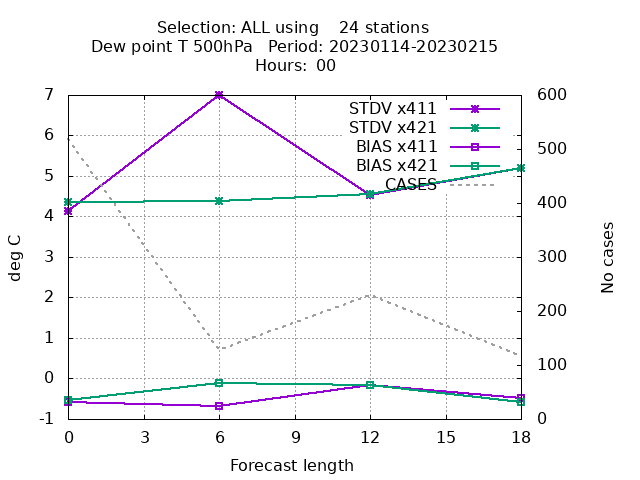 Selection: ALL using    24 stations
Dew point T 500hPa   Period: 20230114-20230215
Hours: 00
7
6
5
4
3
2
1
0
-1
600
500
400
300
200
100
0
STDV x411
STDV x421
BIAS x411
BIAS x421
CASES
deg C
No cases
0 3 6 9 12 15 18
Forecast length